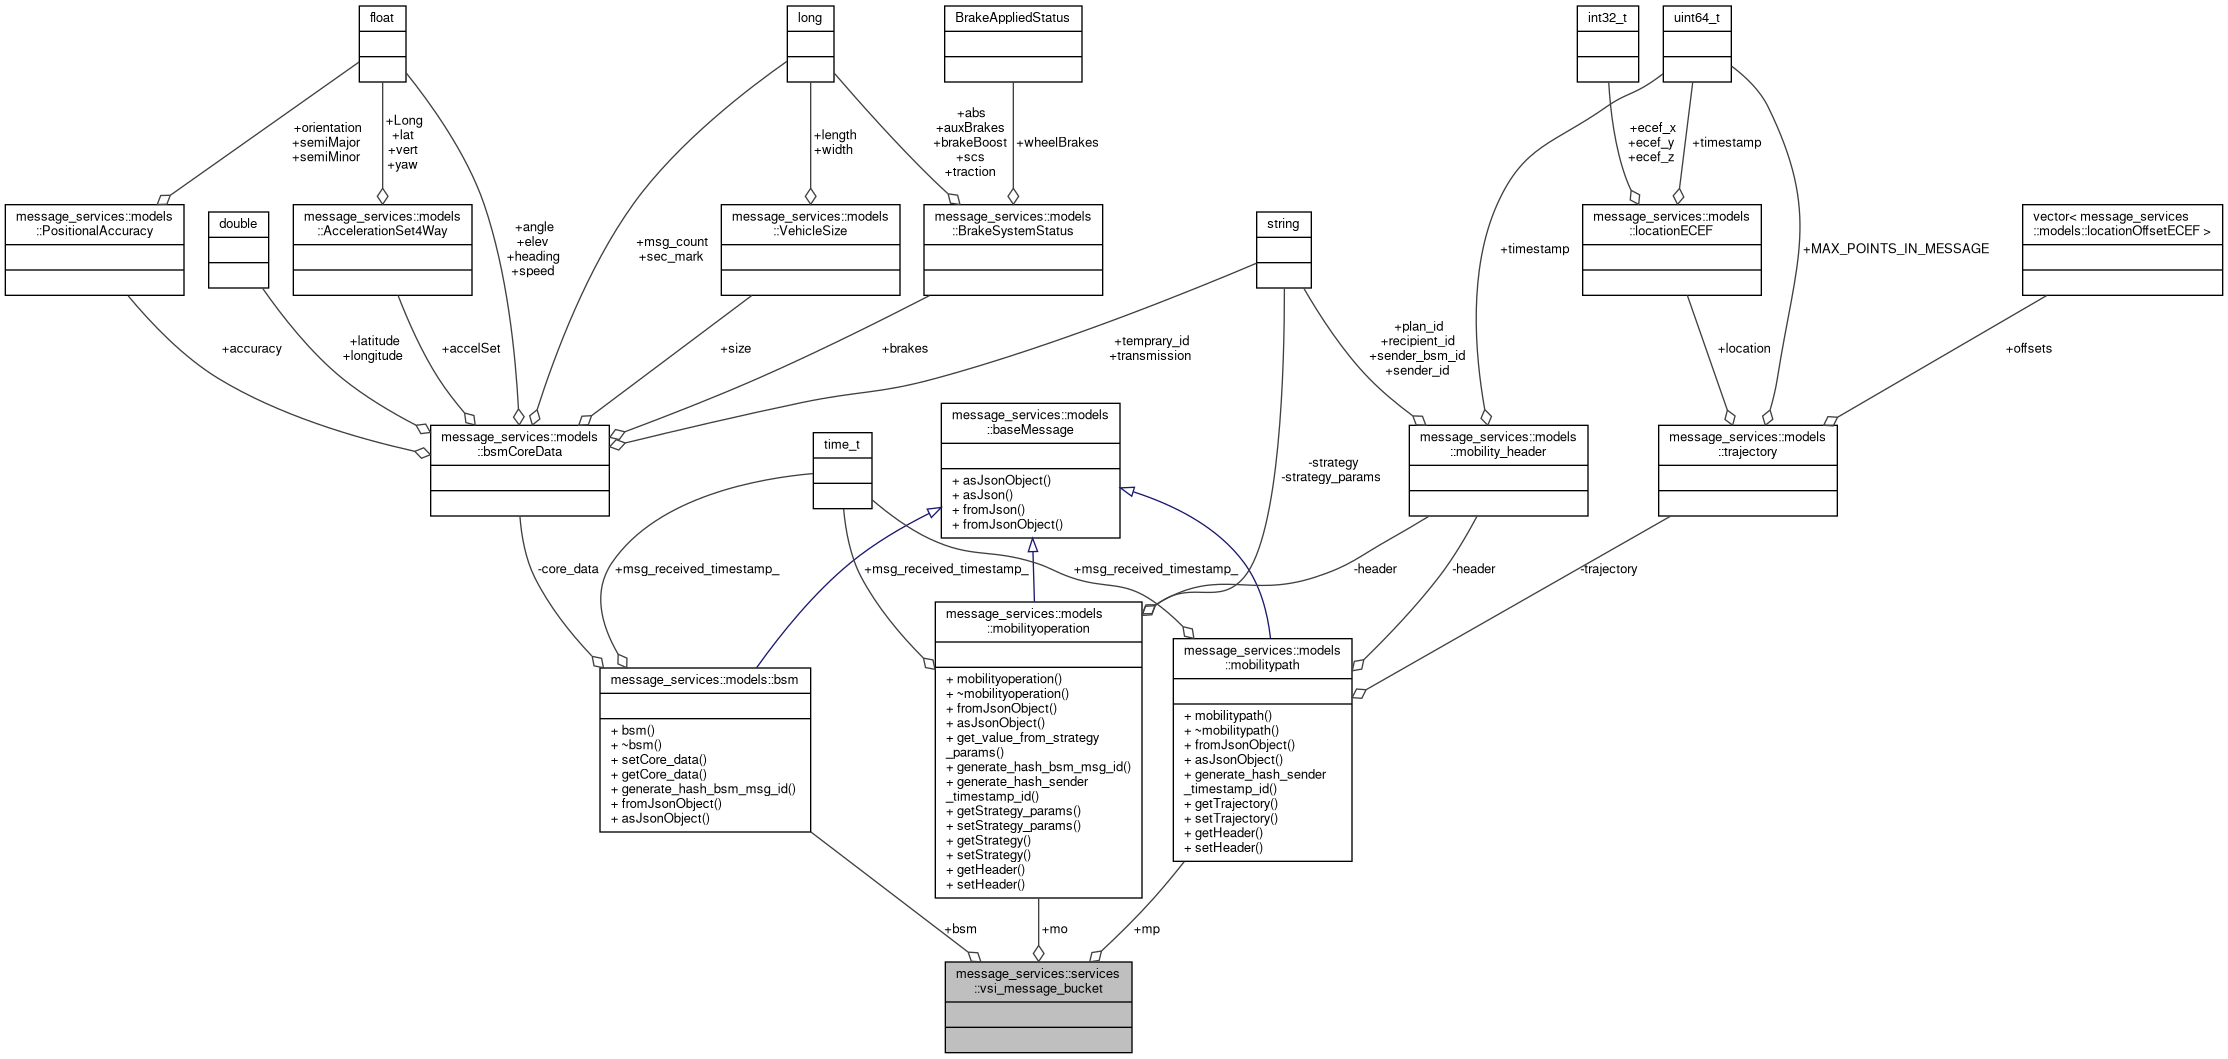 float
long
BrakeAppliedStatus
int32_t
uint64_t
+orientation
+semiMajor
+semiMinor
+Long
+lat
+vert
+yaw
+length
+width
+abs
+auxBrakes
+brakeBoost
+scs
+traction
+wheelBrakes
+ecef_x
+ecef_y
+ecef_z
+timestamp
message_services::models
::PositionalAccuracy
double
message_services::models
::AccelerationSet4Way
+angle
+elev
+heading
+speed
+msg_count
+sec_mark
message_services::models
::VehicleSize
message_services::models
::BrakeSystemStatus
string
+timestamp
message_services::models
::locationECEF
+MAX_POINTS_IN_MESSAGE
vector< message_services
::models::locationOffsetECEF >
+accuracy
+latitude
+longitude
+accelSet
+size
+brakes
+temprary_id
+transmission
+plan_id
+recipient_id
+sender_bsm_id
+sender_id
+location
+offsets
message_services::models
::bsmCoreData
time_t
message_services::models
::baseMessage
+ asJsonObject()
+ asJson()
+ fromJson()
+ fromJsonObject()
-strategy
-strategy_params
message_services::models
::mobility_header
message_services::models
::trajectory
-core_data
+msg_received_timestamp_
+msg_received_timestamp_
+msg_received_timestamp_
-header
-header
-trajectory
message_services::models::bsm
+ bsm()
+ ~bsm()
+ setCore_data()
+ getCore_data()
+ generate_hash_bsm_msg_id()
+ fromJsonObject()
+ asJsonObject()
message_services::models
::mobilityoperation
+ mobilityoperation()
+ ~mobilityoperation()
+ fromJsonObject()
+ asJsonObject()
+ get_value_from_strategy
_params()
+ generate_hash_bsm_msg_id()
+ generate_hash_sender
_timestamp_id()
+ getStrategy_params()
+ setStrategy_params()
+ getStrategy()
+ setStrategy()
+ getHeader()
+ setHeader()
message_services::models
::mobilitypath
+ mobilitypath()
+ ~mobilitypath()
+ fromJsonObject()
+ asJsonObject()
+ generate_hash_sender
_timestamp_id()
+ getTrajectory()
+ setTrajectory()
+ getHeader()
+ setHeader()
+bsm
+mo
+mp
message_services::services
::vsi_message_bucket